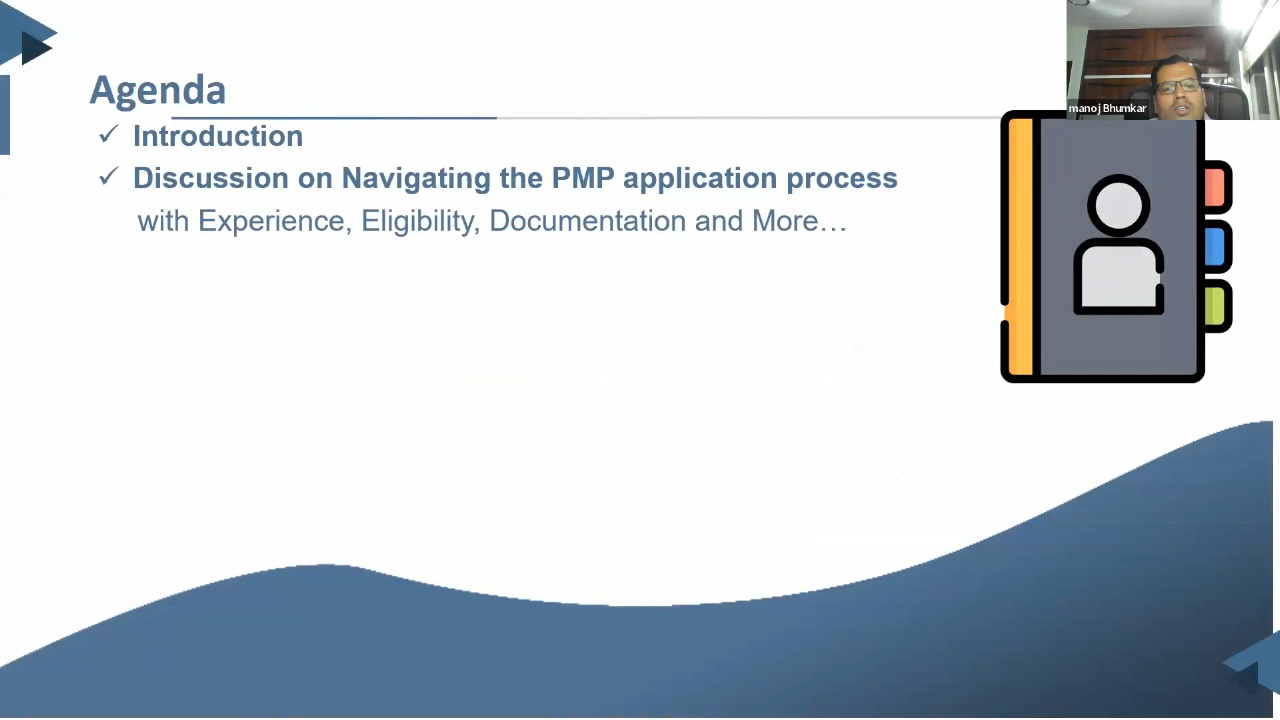 Agenda
✓ Introduction
✓ Discussion on Navigating the PMP application process
with Experience, Eligibility, Documentation and More…
manoj Bhumkar